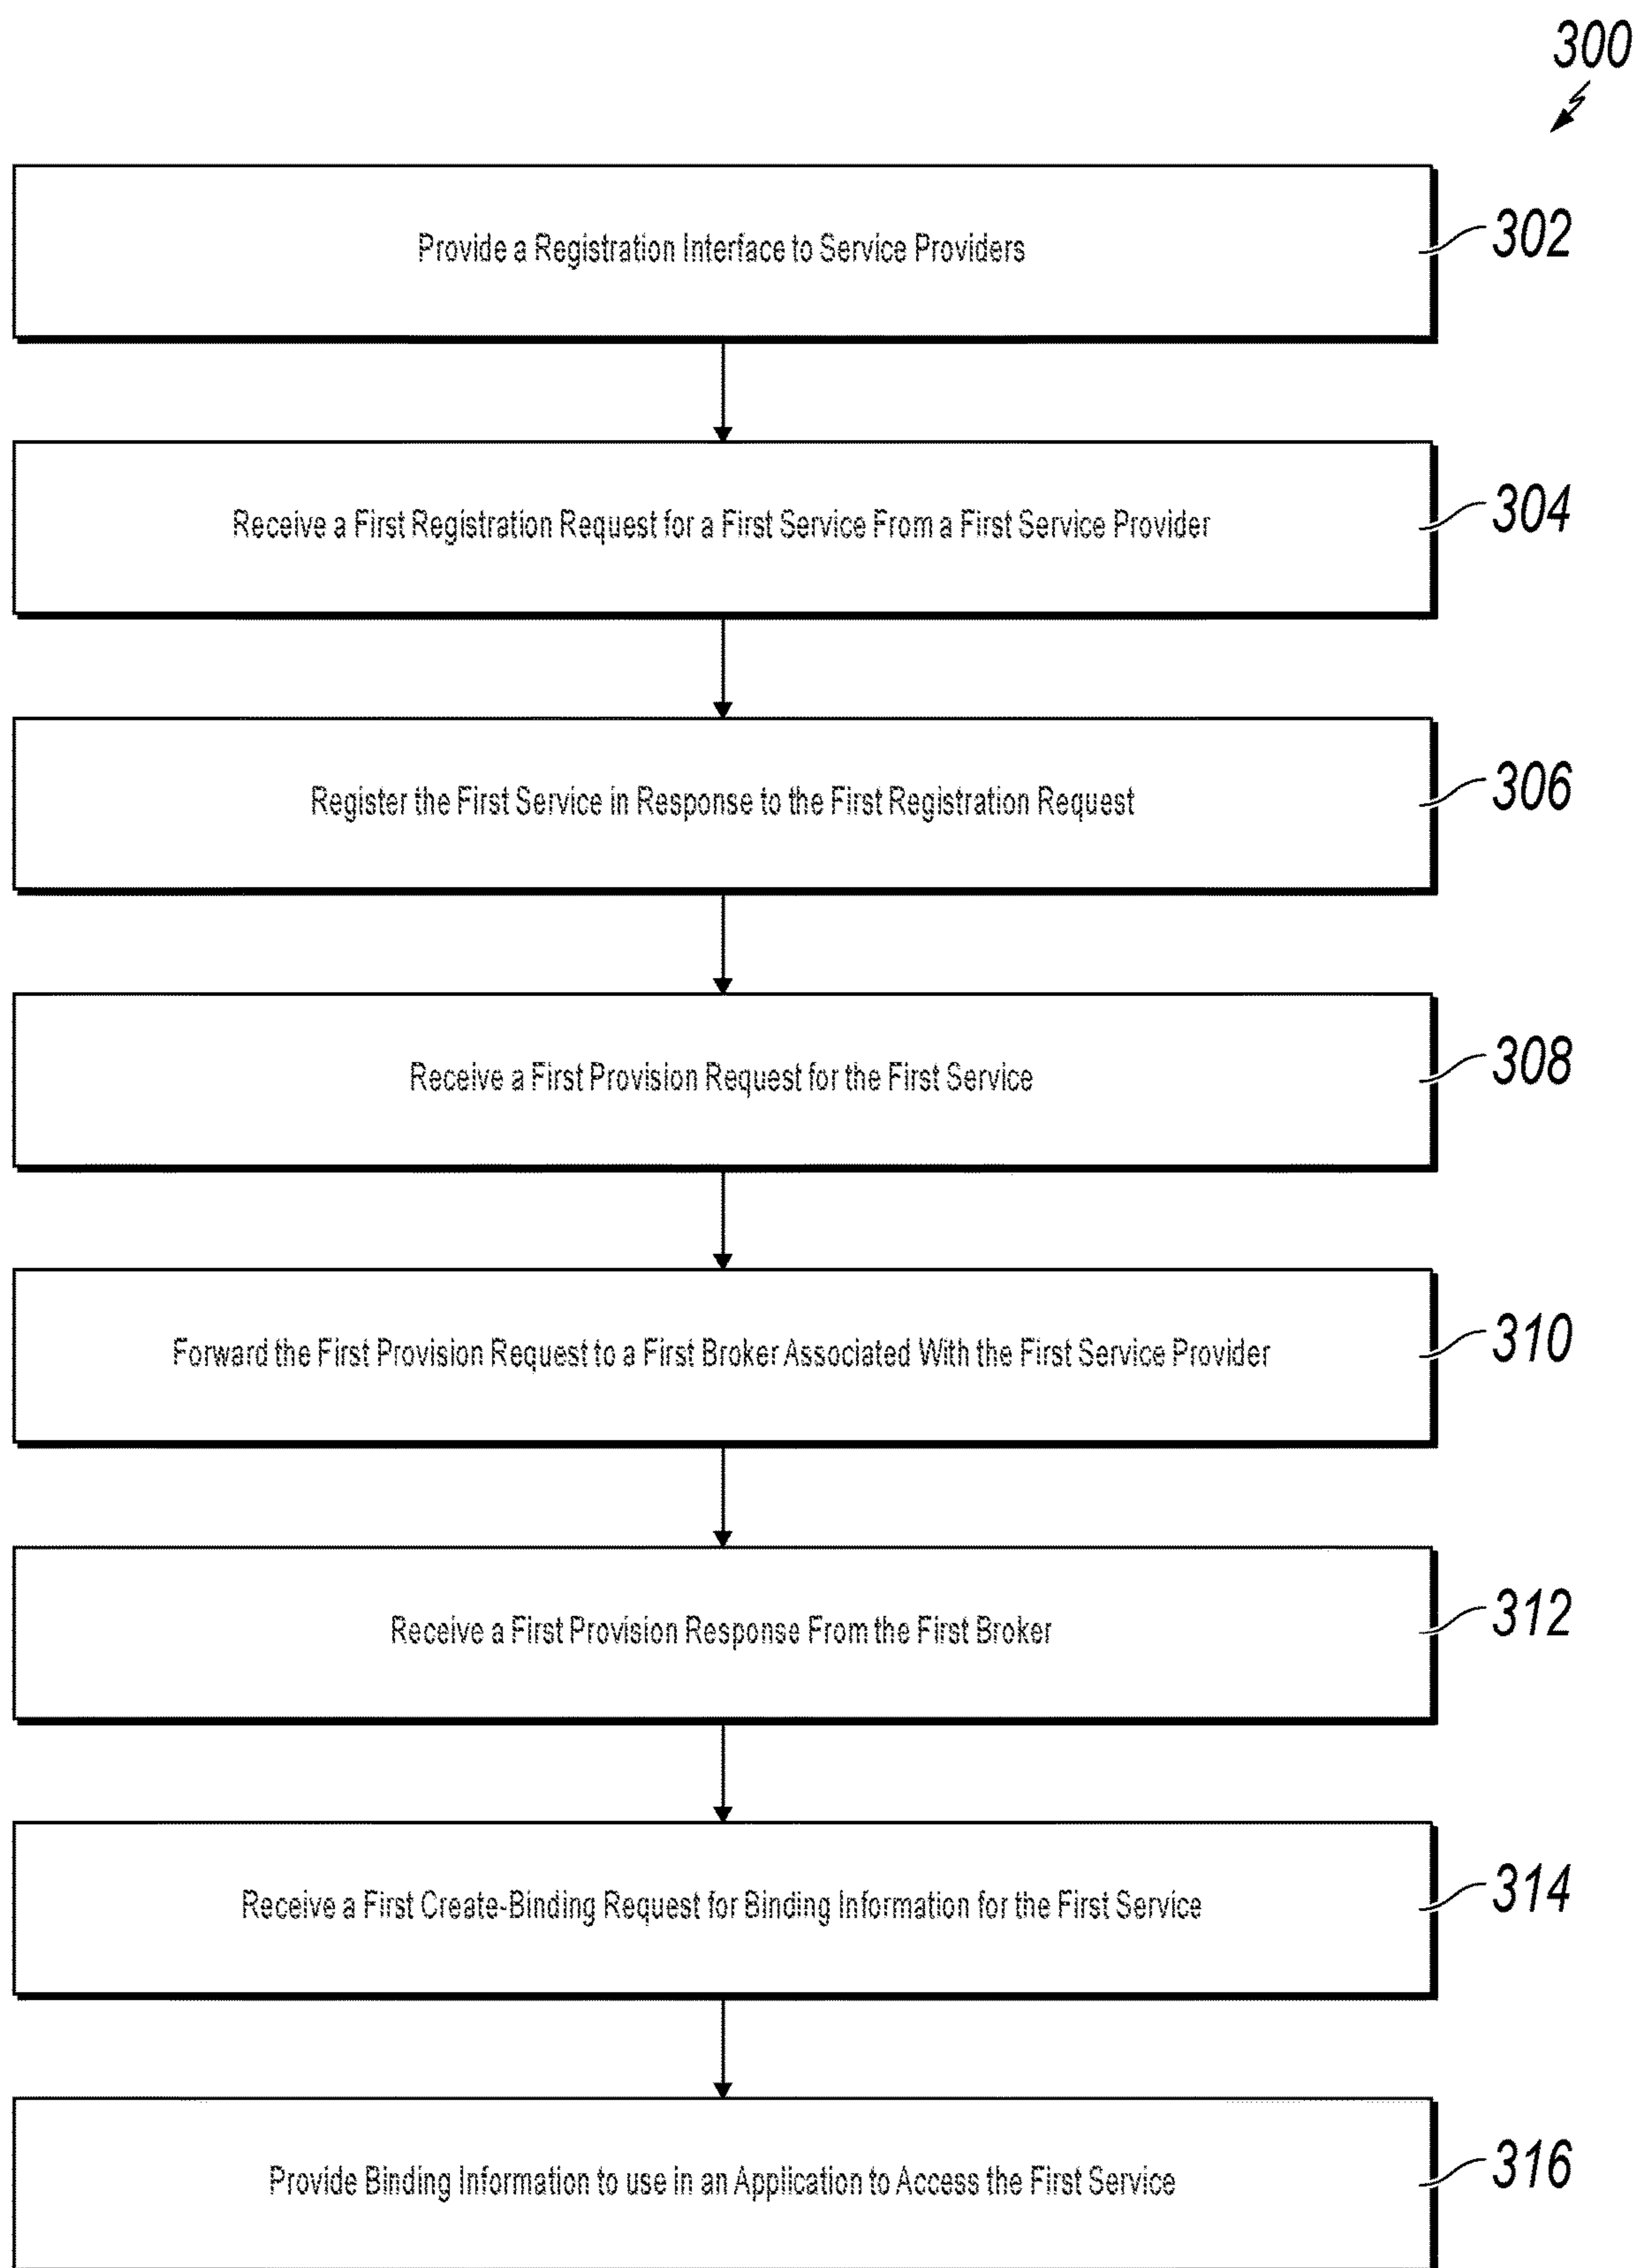 300
Provide a Registration Interface to Service Providers
302
Receive a First Registration Request for a First Service From a First Service Provider
304
Register the First Service in Response to the First Registration Request
306
Receive a First Provision Request for the First Service
308
Forward the First Provision Request to a First Broker Associated With the First Service Provider
310
Receive a First Provision Response From the First Broker
312
Receive a First Create-Binding Request for Binding Information for the First Service
314
Provide Binding Information to use in an Application to Access the First Service
316